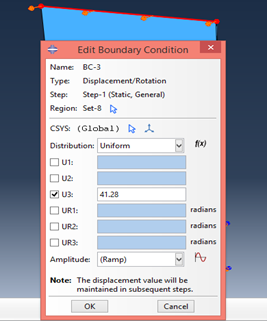 Edit Boundary Condition
Name: BC-3
Type: Displacement/Rotation
Step: Step-1 (Static, General)
Region: Set-8
CSYS: (Global)
Distribution: Uniform f(x)
U1:
U2:
U3: 41.28
UR1: radians
UR2: radians
UR3: radians
Amplitude: (Ramp)
Note: The displacement value will be
maintained in subsequent steps.
OK Cancel